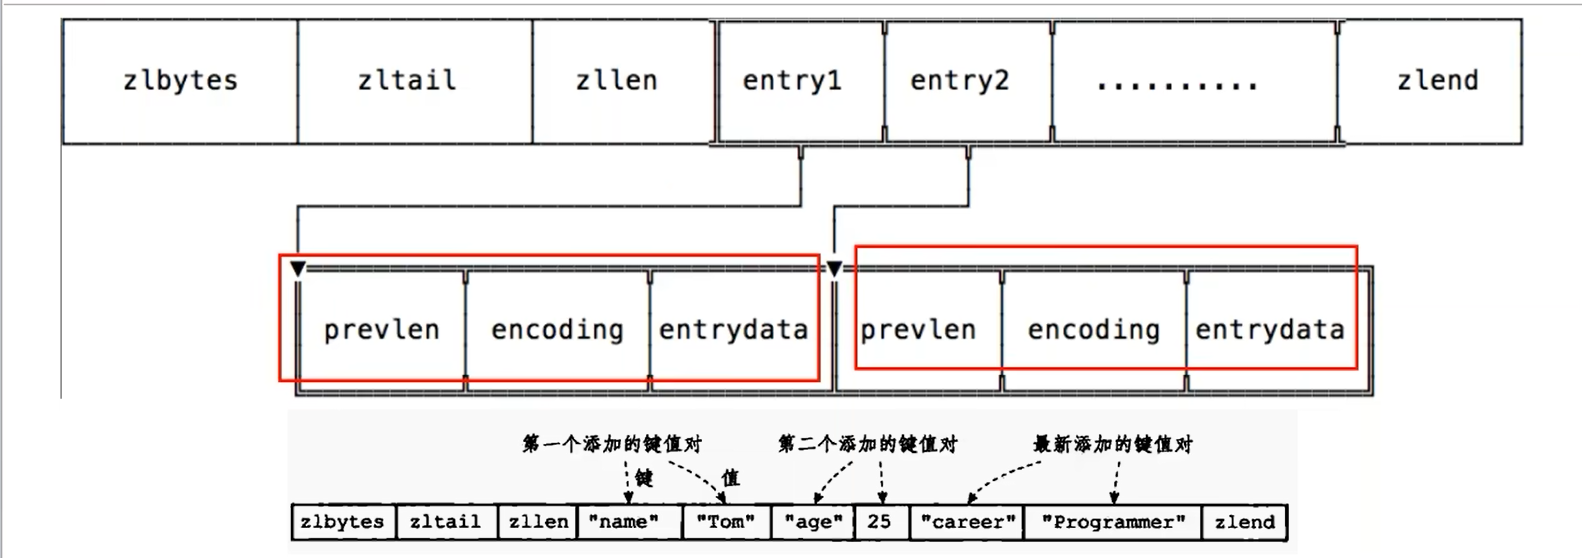 zlbytes zltail zllen entry1 entry2 .......... zlend
prevlen encoding entrydata prevlen encoding entrydata
第一个添加的键值对 第二个添加的键值对 最新添加的键值对
键 值
zlbytes zltail zllen "name" "Tom" "age" 25 "career" "Programmer" zlend